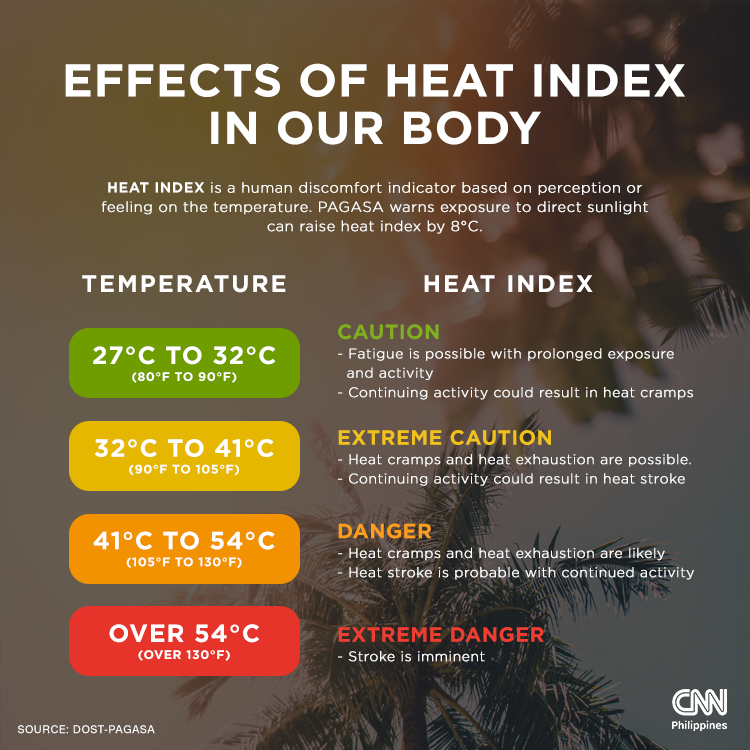 EFFECTS OF HEAT INDEX
IN OUR BODY
HEAT INDEX is a human discomfort indicator based on perception or
feeling on the temperature. PAGASA warns exposure to direct sunlight
can raise heat index by 8°C.
TEMPERATURE
HEAT INDEX
27°C TO 32°C
(80°F TO 90°F)
CAUTION
- Fatigue is possible with prolonged exposure
and activity
- Continuing activity could result in heat cramps
32°C TO 41°C
(90°F TO 105°F)
EXTREME CAUTION
- Heat cramps and heat exhaustion are possible.
- Continuing activity could result in heat stroke
41°C TO 54°C
(105°F TO 130°F)
DANGER
- Heat cramps and heat exhaustion are likely
- Heat stroke is probable with continued activity
OVER 54°C
(OVER 130°F)
EXTREME DANGER
- Stroke is imminent
CNN
Philippines
SOURCE: DOST-PAGASA